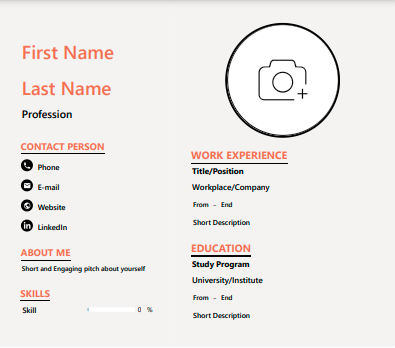 First Name
Last Name
Profession
CONTACT PERSON
Phone
E-mail
Website
LinkedIn
ABOUT ME
Short and Engaging pitch about yourself
SKILLS
Skill 0 %
WORK EXPERIENCE
Title/Position
Workplace/Company
From – End
Short Description
EDUCATION
Study Program
University/Institute
From – End
Short Description